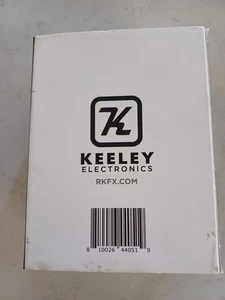 KEELEY
ELECTRONICS
RKFX.COM
8 10028 44051 9